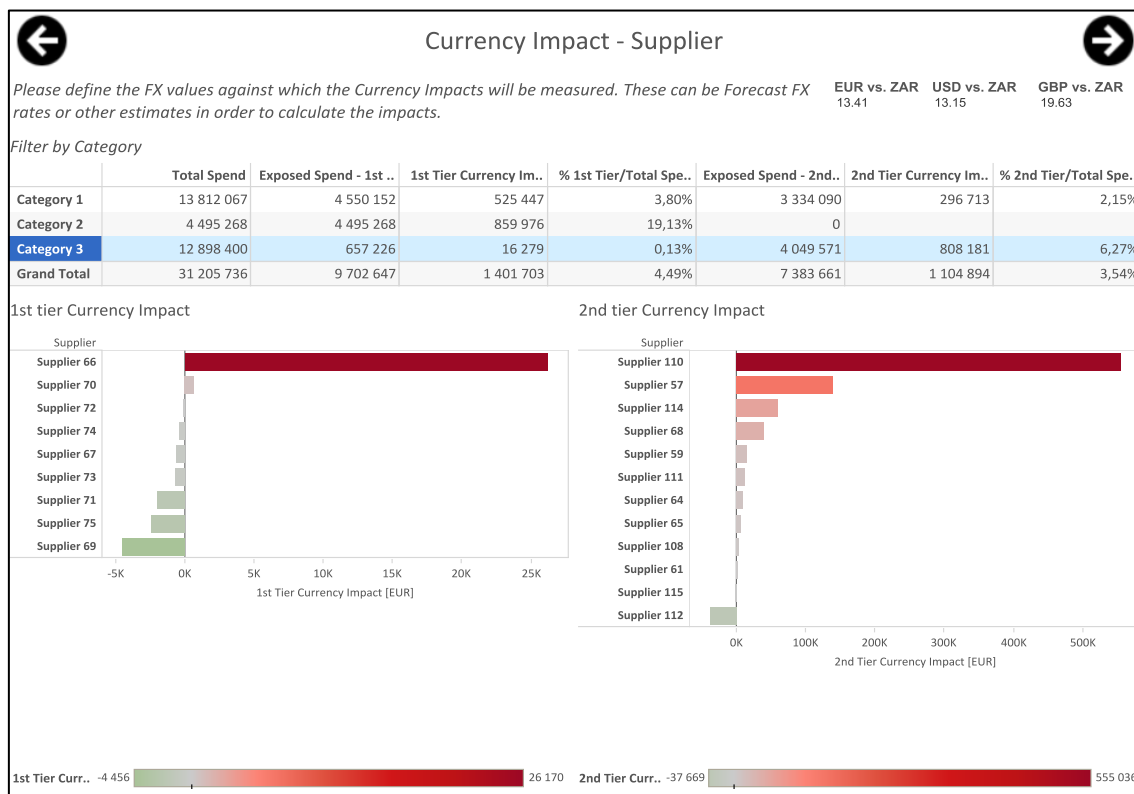 Currency Impact - Supplier
Please define the FX values against which the Currency Impacts will be measured. These can be Forecast FX
rates or other estimates in order to calculate the impacts.
EUR vs. ZAR USD vs. ZAR GBP vs. ZAR
13.41 13.15 19.63
Filter by Category
Total Spend Exposed Spend - 1st .. 1st Tier Currency Im.. % 1st Tier/Total Spe.. Exposed Spend - 2nd.. 2nd Tier Currency Im.. % 2nd Tier/Total Spe..
Category 1 13 812 067 4 550 152 525 447 3,80% 3 334 090 296 713 2,15%
Category 2 4 495 268 4 495 268 859 976 19,13% 0
Category 3 12 898 400 657 226 16 279 0,13% 4 049 571 808 181 6,27%
Grand Total 31 205 736 9 702 647 1 401 703 4,49% 7 383 661 1 104 894 3,54%
1st tier Currency Impact
Supplier
Supplier 66
Supplier 70
Supplier 72
Supplier 74
Supplier 67
Supplier 73
Supplier 71
Supplier 75
Supplier 69
-5K 0K 5K 10K 15K 20K 25K
1st Tier Currency Impact [EUR]
2nd tier Currency Impact
Supplier
Supplier 110
Supplier 57
Supplier 114
Supplier 68
Supplier 59
Supplier 111
Supplier 64
Supplier 65
Supplier 108
Supplier 61
Supplier 115
Supplier 112
0K 100K 200K 300K 400K 500K
2nd Tier Currency Impact [EUR]
1st Tier Curr.. -4 456 26 170
2nd Tier Curr.. -37 669 555 036